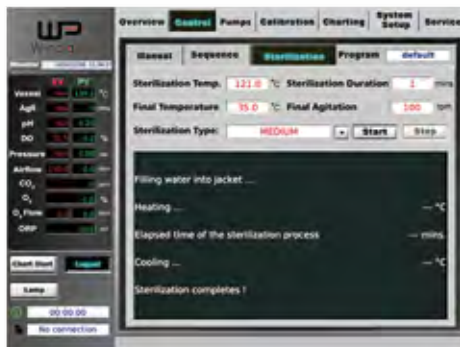 Overview Control Pumps Calibration Charting System Setup Service
Manual Sequence Sterilization Program default
Sterilization Temp. 121.0 °C Sterilization Duration 1 mins
Final Temperature 35.0 °C Final Agitation 100 rpm
Sterilization Type: MEDIUM Start Stop
Filling water into jacket ...
Heating ... --- °C
Elapsed time of the sterilization process --- mins.
Cooling ... --- °C
Sterilization completes !
SV PV
Vessel °C
Agit
pH
DO %
Pressure
Airflow
CO₂
O₂ %
O₂ Flow
ORP
Chart Start Logout
Lamp
00:00:00
No connection